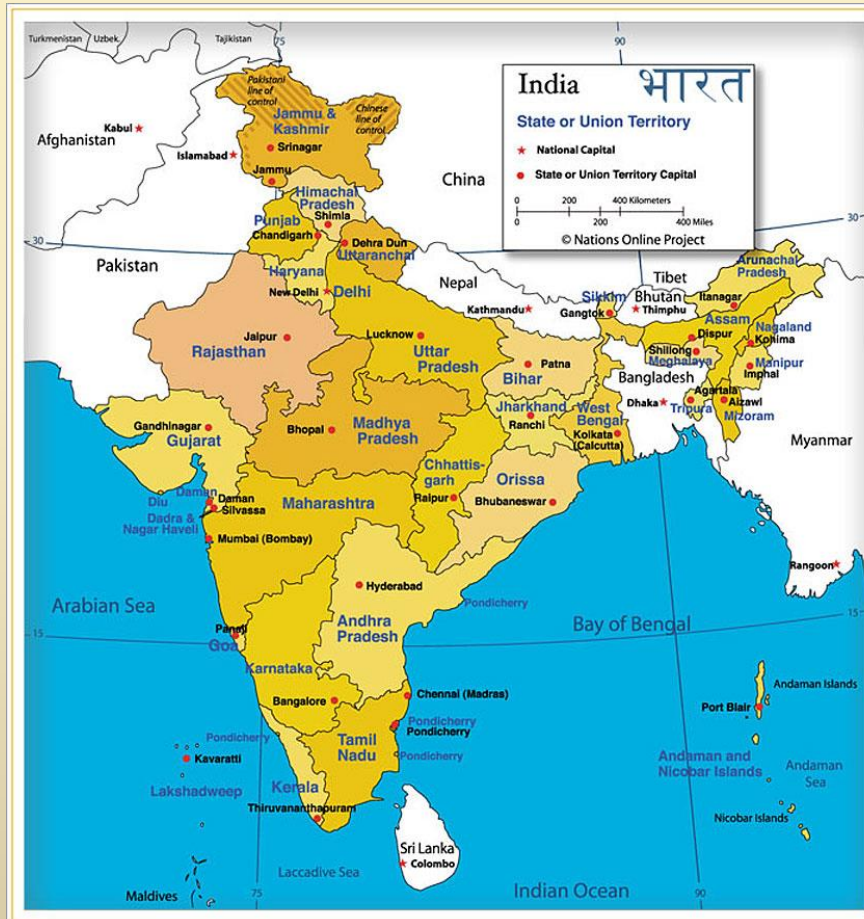 Turkmenistan
Uzbek.
Tajikistan
75
90
Pakistani
line of
control
Chinese
line of
control
Jammu &
Kashmir
Srinagar
Jammu
Kabul
Afghanistan
Islamabad
India भारत
State or Union Territory
National Capital
State or Union Territory Capital
0 200 400 Kilometers
0 200 400 Miles
© Nations Online Project
China
Himachal
Pradesh
Shimla
Punjab
Chandigarh
Dehra Dun
Uttaranchal
30
30
Haryana
New Delhi
Delhi
Pakistan
Nepal
Kathmandu
Tibet
Bhutan
Thimphu
Sikkim
Gangtok
Arunachal
Pradesh
Itanagar
Assam
Dispur
Nagaland
Kohima
Shillong
Meghalaya
Manipur
Imphal
Bangladesh
Dhaka
Agartala
Tripura
Aizawl
Mizoram
Myanmar
Jaipur
Rajasthan
Lucknow
Uttar
Pradesh
Patna
Bihar
Jharkhand
Ranchi
West
Bengal
Kolkata
(Calcutta)
Gandhinagar
Gujarat
Bhopal
Madhya
Pradesh
Chhattis-
garh
Raipur
Orissa
Bhubaneswar
Daman
Diu
Daman
Silvassa
Dadra &
Nagar Haveli
Maharashtra
Mumbai (Bombay)
Rangoon
Arabian Sea
Hyderabad
Andhra
Pradesh
Pondicherry
Bay of Bengal
15
15
Panaji
Goa
Karnataka
Bangalore
Chennai (Madras)
Pondicherry
Pondicherry
Pondicherry
Pondicherry
Tamil
Nadu
Kerala
Thiruvananthapuram
Kavaratti
Lakshadweep
Andaman Islands
Port Blair
Andaman and
Nicobar Islands
Andaman
Sea
Nicobar Islands
Sri Lanka
Colombo
Laccadive Sea
Maldives
75
Indian Ocean
90